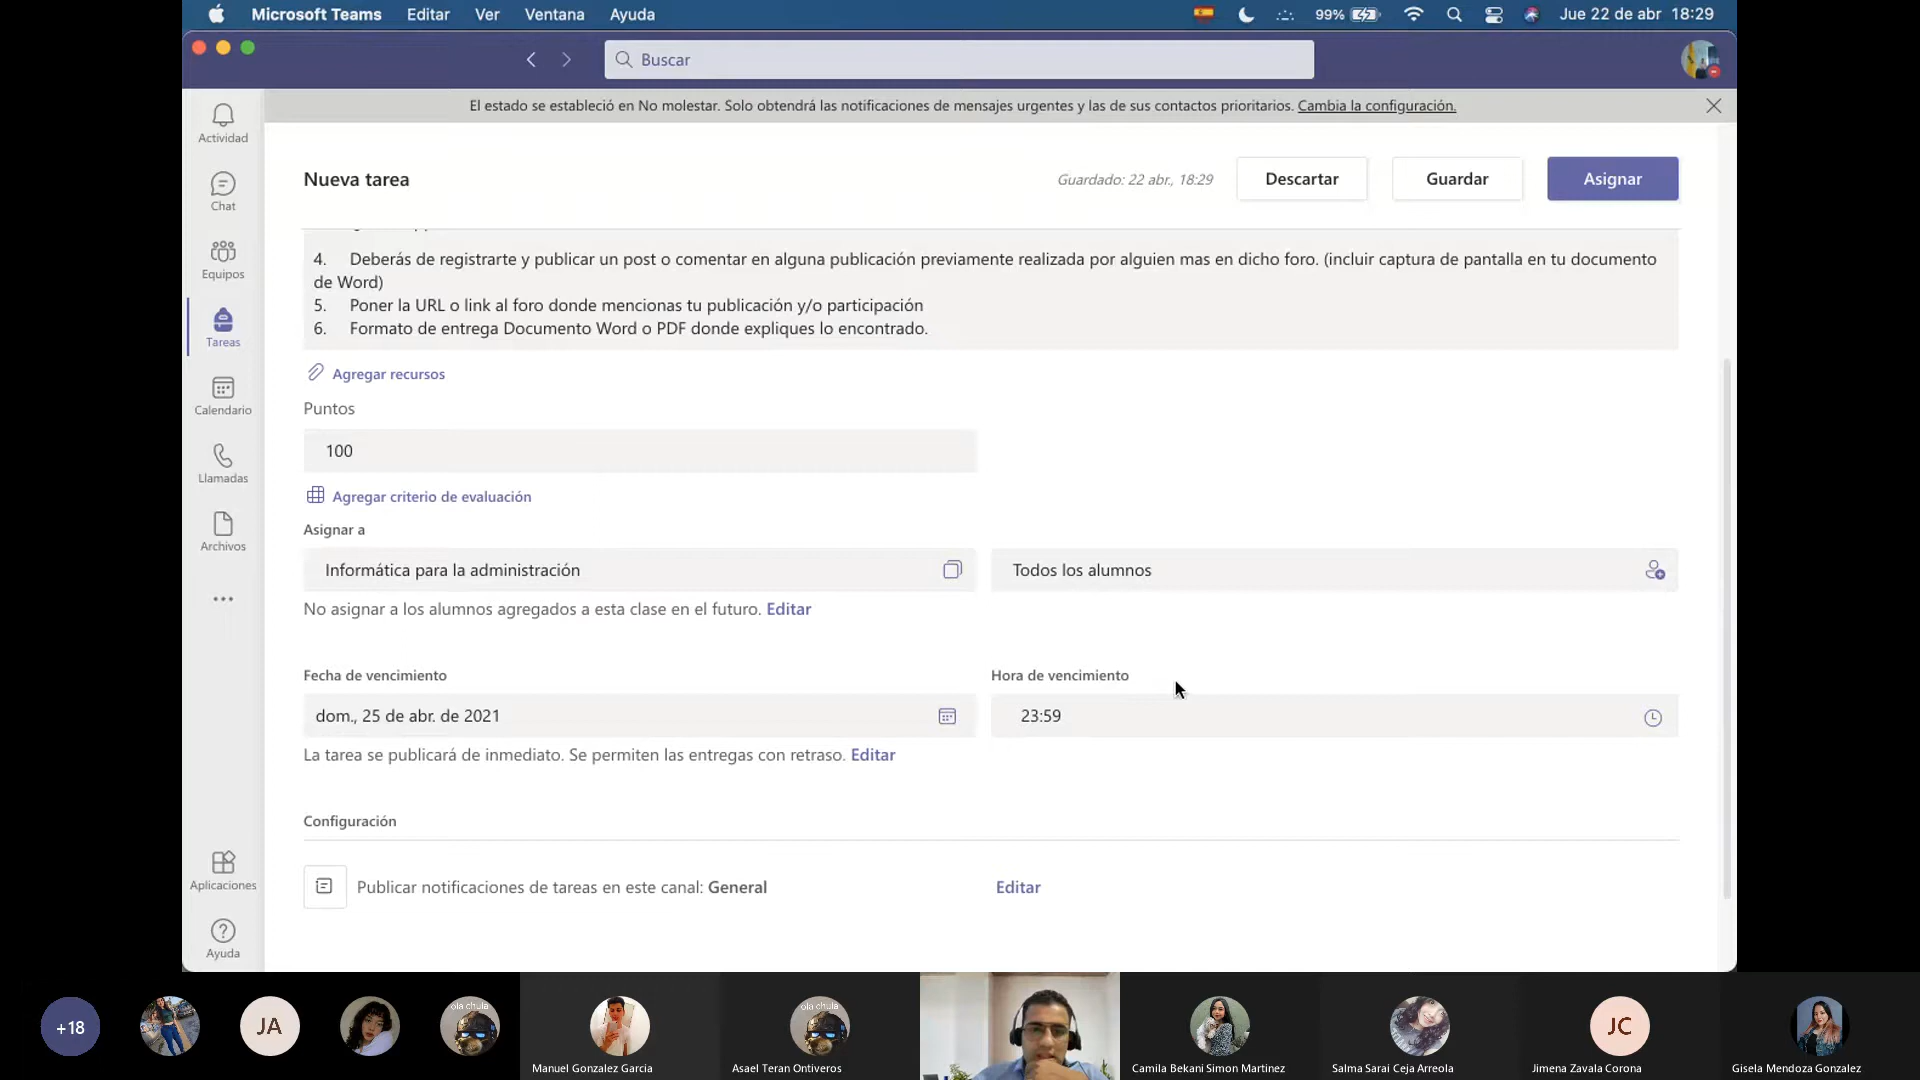 Microsoft Teams Editar Ver Ventana Ayuda 99% Jue 22 de abr 18:29
Buscar
El estado se estableció en No molestar. Solo obtendrá las notificaciones de mensajes urgentes y las de sus contactos prioritarios. Cambia la configuración.
Actividad
Chat
Equipos
Tareas
Calendario
Llamadas
Archivos
Aplicaciones
Ayuda
Nueva tarea Guardado: 22 abr., 18:29 Descartar Guardar Asignar
4. Deberás de registrarte y publicar un post o comentar en alguna publicación previamente realizada por alguien mas en dicho foro. (incluir captura de pantalla en tu documento
de Word)
5. Poner la URL o link al foro donde mencionas tu publicación y/o participación
6. Formato de entrega Documento Word o PDF donde expliques lo encontrado.
Agregar recursos
Puntos
100
Agregar criterio de evaluación
Asignar a
Informática para la administración Todos los alumnos
No asignar a los alumnos agregados a esta clase en el futuro. Editar
Fecha de vencimiento Hora de vencimiento
dom., 25 de abr. de 2021 23:59
La tarea se publicará de inmediato. Se permiten las entregas con retraso. Editar
Configuración
Publicar notificaciones de tareas en este canal: General Editar
+18 JA ola chula ola chula JC
Manuel Gonzalez Garcia Asael Teran Ontiveros Camila Bekani Simon Martinez Salma Sarai Ceja Arreola Jimena Zavala Corona Gisela Mendoza Gonzalez